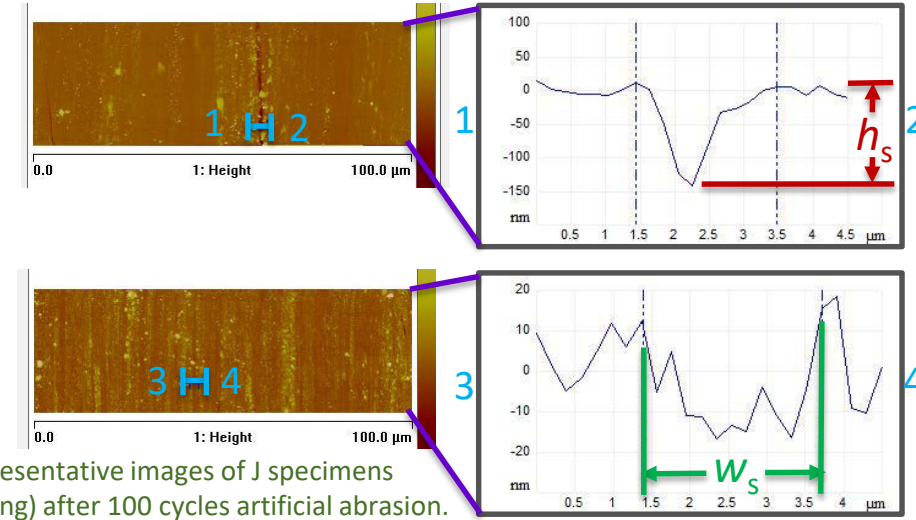 100
50
0
-50
-100
-150
nm
0.5 1 1.5 2 2.5 3 3.5 4 4.5 µm
hs
1 2
1 2
0.0 1: Height 100.0 µm
20
10
0
-10
-20
nm
0.5 1 1.5 2 2.5 3 3.5 4 µm
ws
3 4
3 4
0.0 1: Height 100.0 µm
esentative images of J specimens
ng) after 100 cycles artificial abrasion.